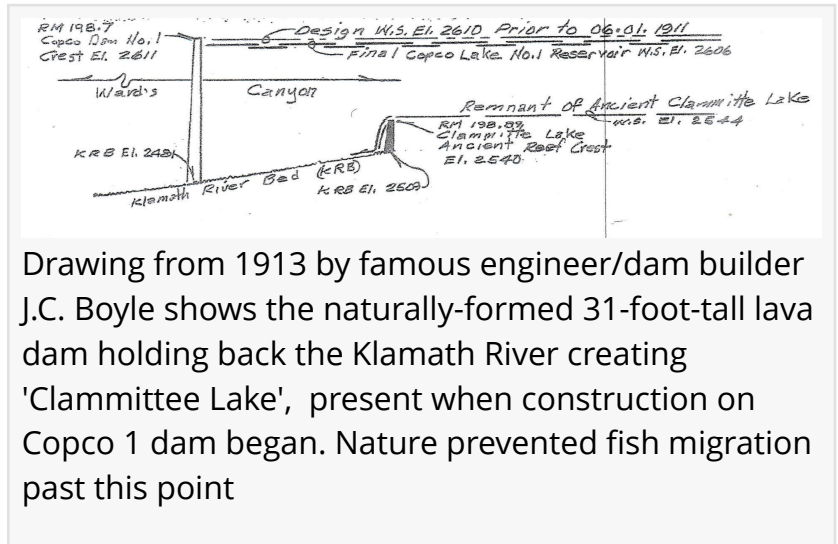 RM 198.7
Copco Dam No. 1
Crest El. 2611
Design W.S. El. 2610 Prior to 06.01.1911
Final Copco Lake No. 1 Reservoir W.S. El. 2606
Ward's Canyon
Remnant of Ancient Clammitte Lake
W.S. El. 2544
RM 198.89
Clammitte Lake
Ancient Reef Crest
El. 2540
KRB El. 2481
Klamath River Bed (KRB)
KRB El. 2509
Drawing from 1913 by famous engineer/dam builder
J.C. Boyle shows the naturally-formed 31-foot-tall lava
dam holding back the Klamath River creating
'Clammittee Lake',  present when construction on
Copco 1 dam began. Nature prevented fish migration
past this point